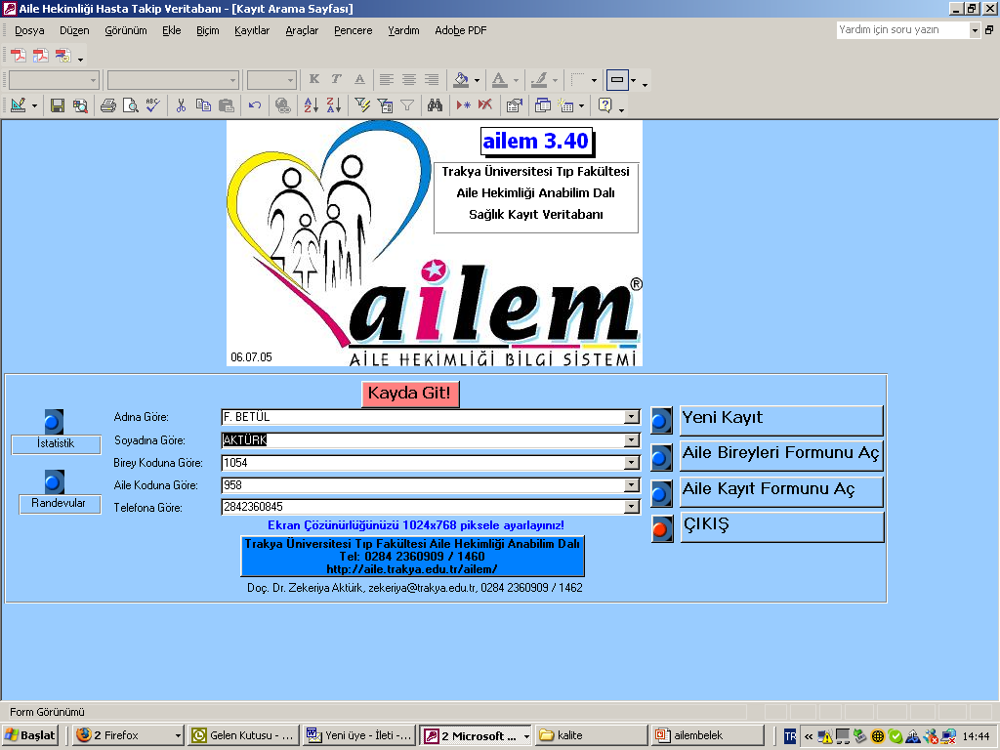 Aile Hekimliği Hasta Takip Veritabanı - [Kayıt Arama Sayfası]
Dosya Düzen Görünüm Ekle Biçim Kayıtlar Araçlar Pencere Yardım Adobe PDF
Yardım için soru yazın
K T A A
ailem 3.40
Trakya Üniversitesi Tıp Fakültesi
Aile Hekimliği Anabilim Dalı
Sağlık Kayıt Veritabanı
ailem®
AİLE HEKİMLİĞİ BİLGİ SİSTEMİ
06.07.05
Kayda Git!
Adına Göre: F. BETÜL
Soyadına Göre: AKTÜRK
Birey Koduna Göre: 1054
Aile Koduna Göre: 958
Telefona Göre: 2842360845
İstatistik
Randevular
Yeni Kayıt
Aile Bireyleri Formunu Aç
Aile Kayıt Formunu Aç
ÇIKIŞ
Ekran Çözünürlüğünüzü 1024x768 piksele ayarlayınız!
Trakya Üniversitesi Tıp Fakültesi Aile Hekimliği Anabilim Dalı
Tel: 0284 2360909 / 1460
http://aile.trakya.edu.tr/ailem/
Doç. Dr. Zekeriya Aktürk, zekeriya@trakya.edu.tr, 0284 2360909 / 1462
Form Görünümü
Başlat 2 Firefox Gelen Kutusu - ... Yeni üye - İleti - ... 2 Microsoft ... kalite ailembelek TR « 14:44